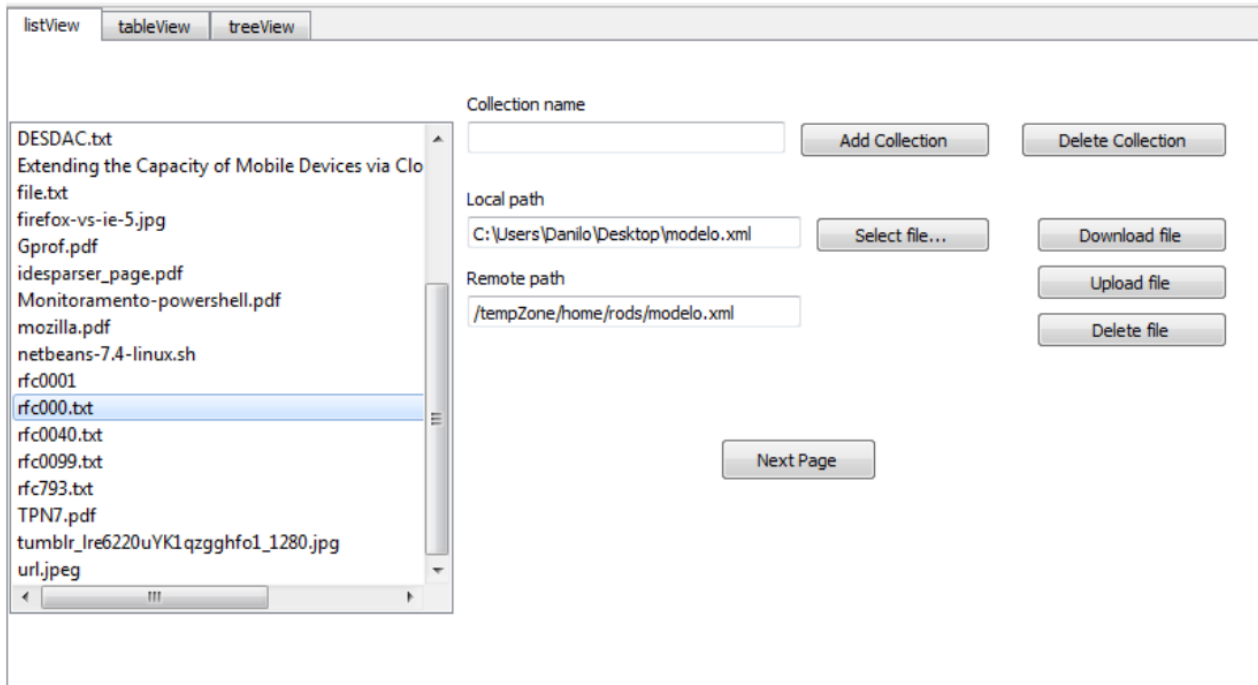 listView tableView treeView
Collection name
Add Collection Delete Collection
DESDAC.txt
Extending the Capacity of Mobile Devices via Clo
file.txt
firefox-vs-ie-5.jpg
Gprof.pdf
idesparser_page.pdf
Monitoramento-powershell.pdf
mozilla.pdf
netbeans-7.4-linux.sh
rfc0001
rfc000.txt
rfc0040.txt
rfc0099.txt
rfc793.txt
TPN7.pdf
tumblr_lre6220uYK1qzgghfo1_1280.jpg
url.jpeg
Local path
C:\Users\Danilo\Desktop\modelo.xml Select file... Download file
Remote path
Upload file
/tempZone/home/rods/modelo.xml
Delete file
Next Page